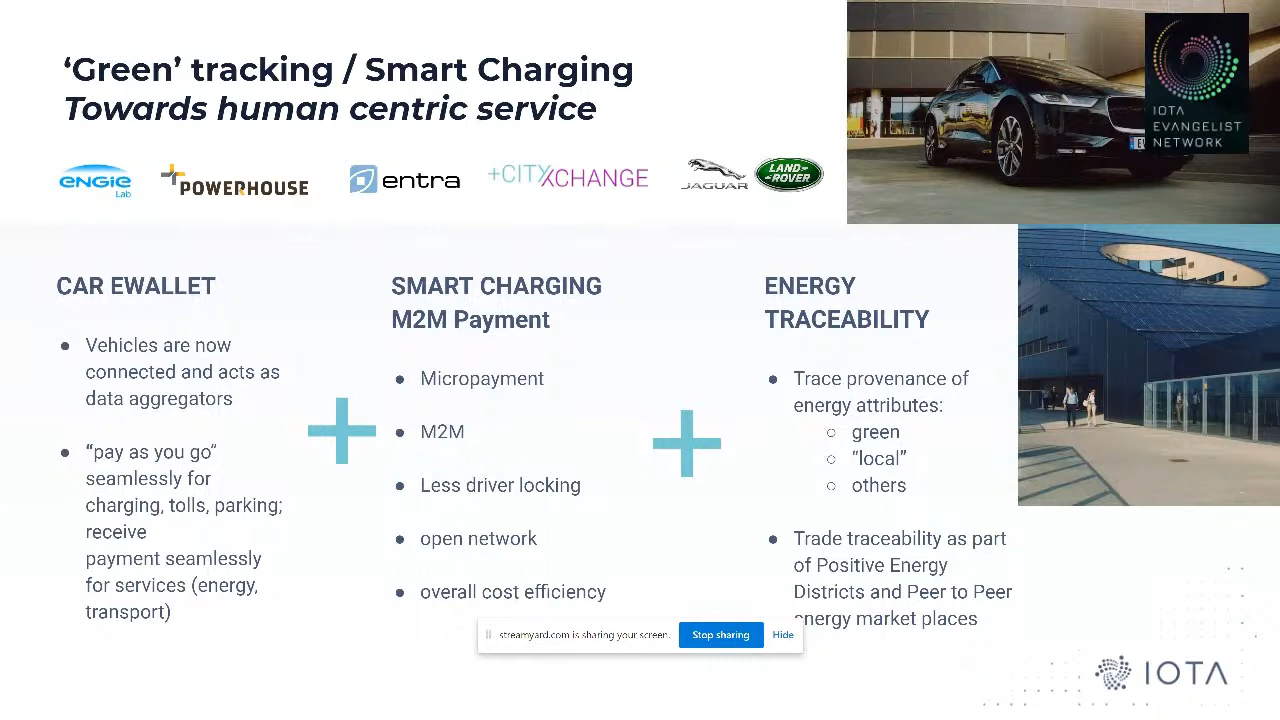 ‘Green’ tracking / Smart Charging
Towards human centric service
ENGIE
Lab
POWERHOUSE
entra
+CITYXCHANGE
JAGUAR
LAND-
ROVER
IOTA
EVANGELIST
NETWORK
CAR EWALLET
● Vehicles are now
connected and acts as
data aggregators
● “pay as you go”
seamlessly for
charging, tolls, parking;
receive
payment seamlessly
for services (energy,
transport)
SMART CHARGING
M2M Payment
● Micropayment
● M2M
● Less driver locking
● open network
● overall cost efficiency
ENERGY
TRACEABILITY
● Trace provenance of
energy attributes:
○ green
○ “local”
○ others
● Trade traceability as part
of Positive Energy
Districts and Peer to Peer
energy market places
streamyard.com is sharing your screen.
Stop sharing
Hide
IOTA